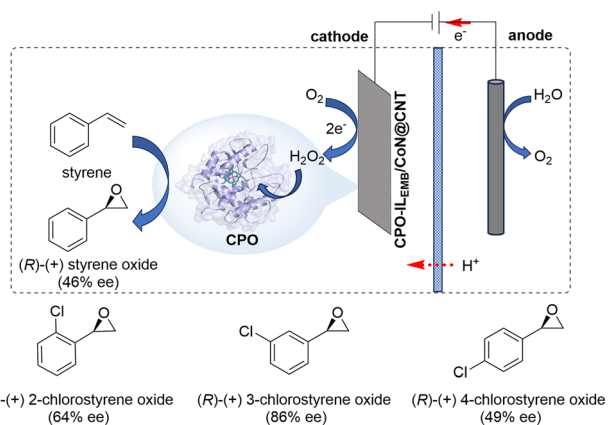 cathode
e-
anode
O2
2e-
H2O2
CPO-ILEMB/CoN@CNT
H2O
O2
H+
styrene
O
(R)-(+) styrene oxide
(46% ee)
CPO
Cl
O
-(+) 2-chlorostyrene oxide
(64% ee)
Cl
O
(R)-(+) 3-chlorostyrene oxide
(86% ee)
Cl
O
(R)-(+) 4-chlorostyrene oxide
(49% ee)